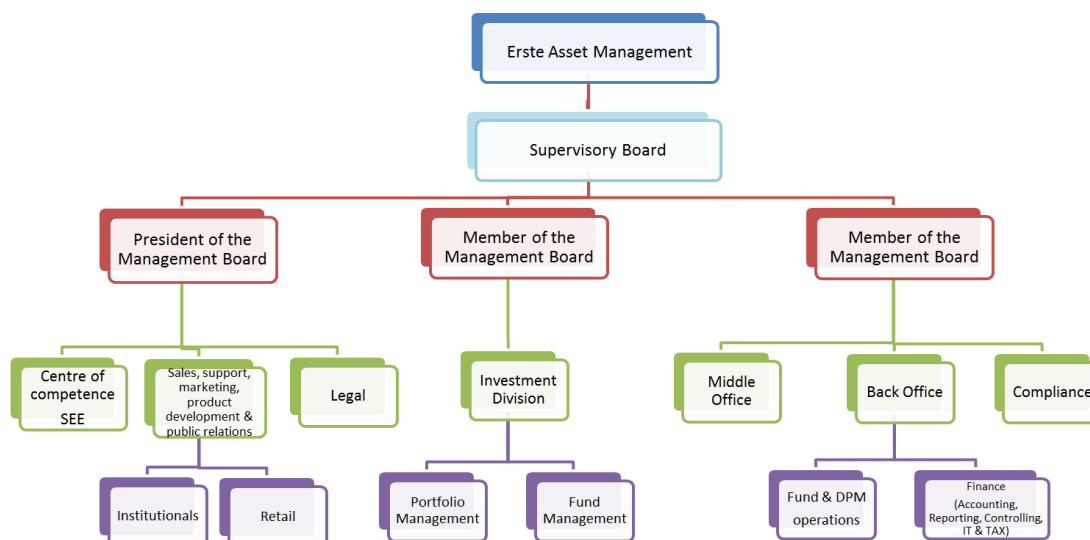 Erste Asset Management
Supervisory Board
President of the
Management Board
Member of the
Management Board
Member of the
Management Board
Centre of
competence
SEE
Sales, support,
marketing,
product
development &
public relations
Legal
Investment
Division
Middle
Office
Back Office
Compliance
Institutionals
Retail
Portfolio
Management
Fund
Management
Fund & DPM
operations
Finance
(Accounting,
Reporting, Controlling,
IT & TAX)